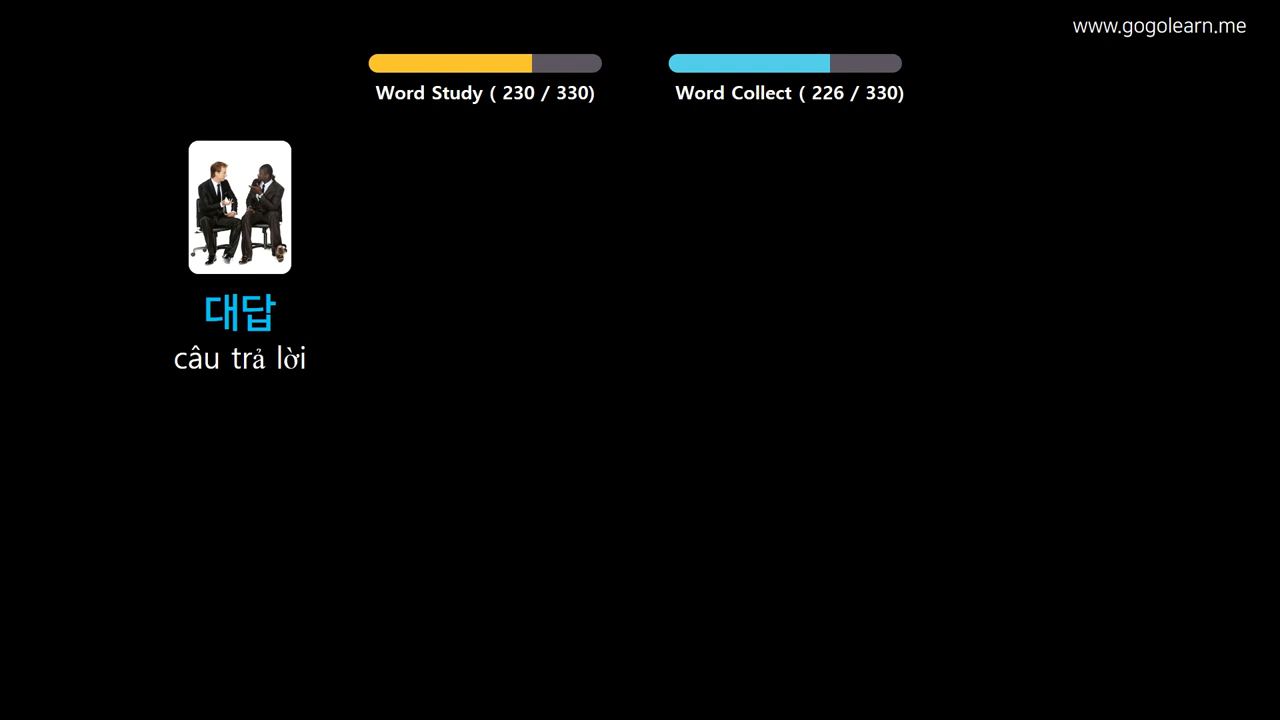 www.gogolearn.me
Word Study ( 230 / 330)
Word Collect ( 226 / 330)
대답
câu trả lời